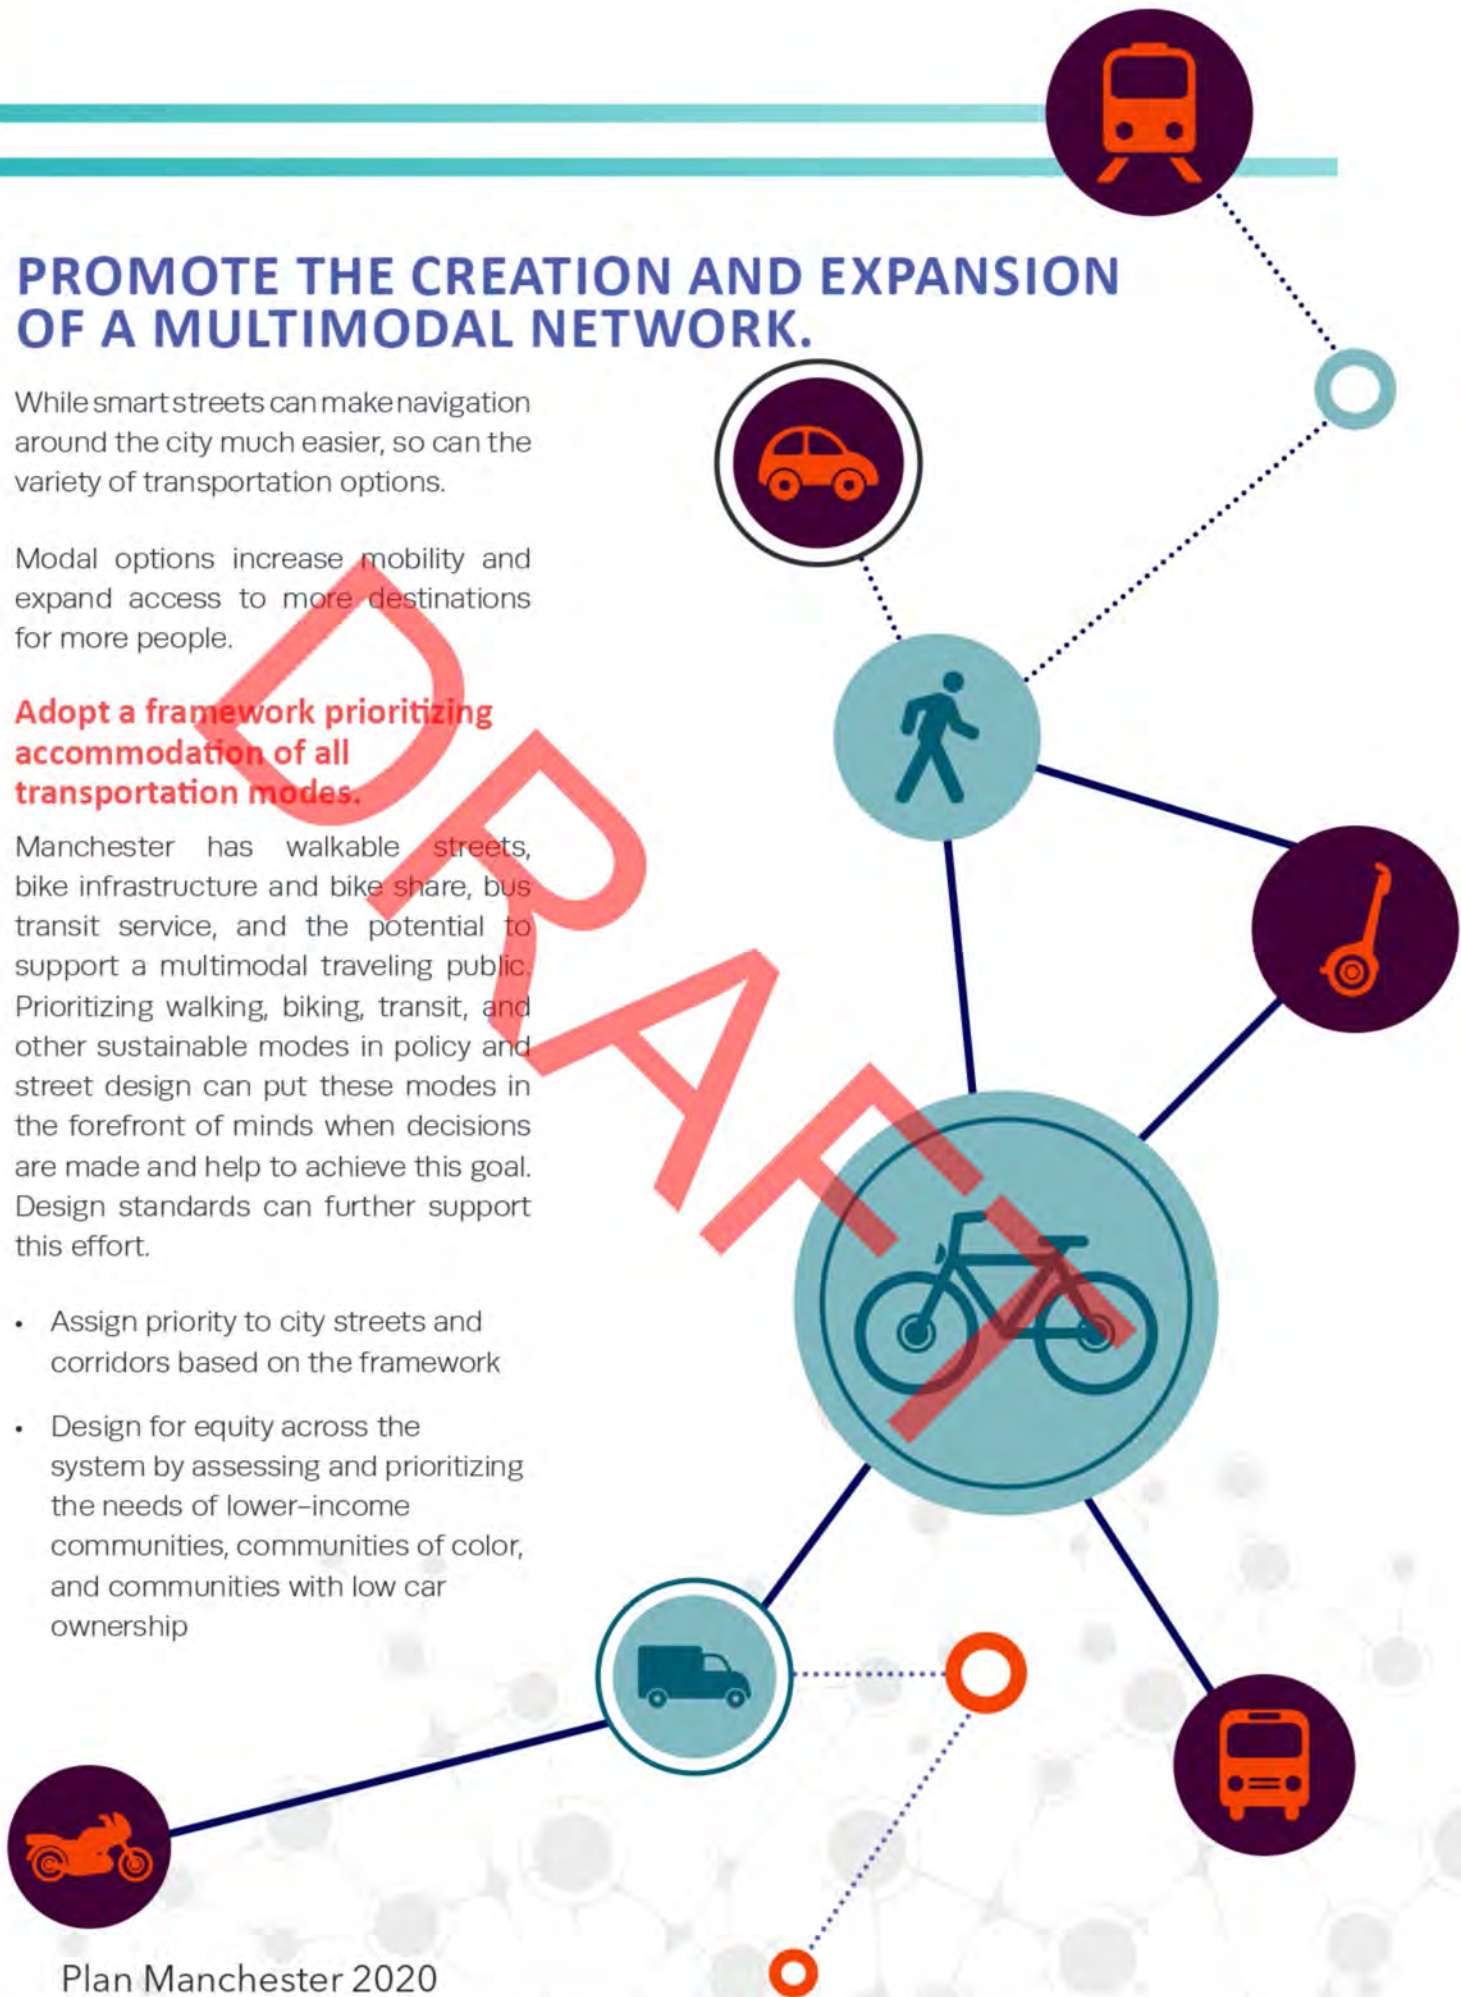 PROMOTE THE CREATION AND EXPANSION
OF A MULTIMODAL NETWORK.
While smart streets can make navigation
around the city much easier, so can the
variety of transportation options.
Modal options increase mobility and
expand access to more destinations
for more people.
Adopt a framework prioritizing
accommodation of all
transportation modes.
Manchester has walkable streets,
bike infrastructure and bike share, bus
transit service, and the potential to
support a multimodal traveling public.
Prioritizing walking, biking, transit, and
other sustainable modes in policy and
street design can put these modes in
the forefront of minds when decisions
are made and help to achieve this goal.
Design standards can further support
this effort.
• Assign priority to city streets and
corridors based on the framework
• Design for equity across the
system by assessing and prioritizing
the needs of lower-income
communities, communities of color,
and communities with low car
ownership
DRAFT
Plan Manchester 2020